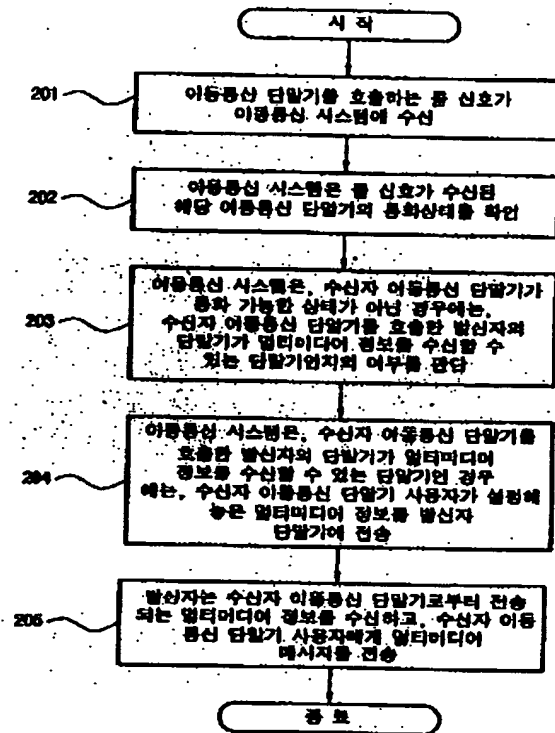 시 작
201
이동통신 단말기를 호출하는 콜 신호가
이동통신 시스템에 수신
202
이동통신 시스템은 콜 신호가 수신된
해당 이동통신 단말기의 통화상태를 확인
203
이동통신 시스템은, 수신자 이동통신 단말기가
통화 가능한 상태가 아닌 경우에는,
수신자 이동통신 단말기를 호출한 발신자의
단말기가 멀티미디어 정보를 수신할 수
있는 단말기인지의 여부를 판단
204
이동통신 시스템은, 수신자 이동통신 단말기를
호출한 발신자의 단말기가 멀티미디어
정보를 수신할 수 있는 단말기인 경우
에는, 수신자 이동통신 단말기 사용자가 설정해
놓은 멀티미디어 정보를 발신자
단말기에 전송
205
발신자는 수신자 이동통신 단말기로부터 전송
되는 멀티미디어 정보를 수신하고, 수신자 이동
통신 단말기 사용자에게 멀티미디어
메시지를 전송
종 료